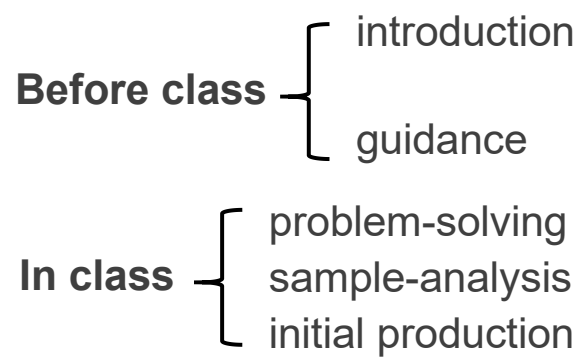 introduction
Before class
guidance
problem-solving
In class
sample-analysis
initial production